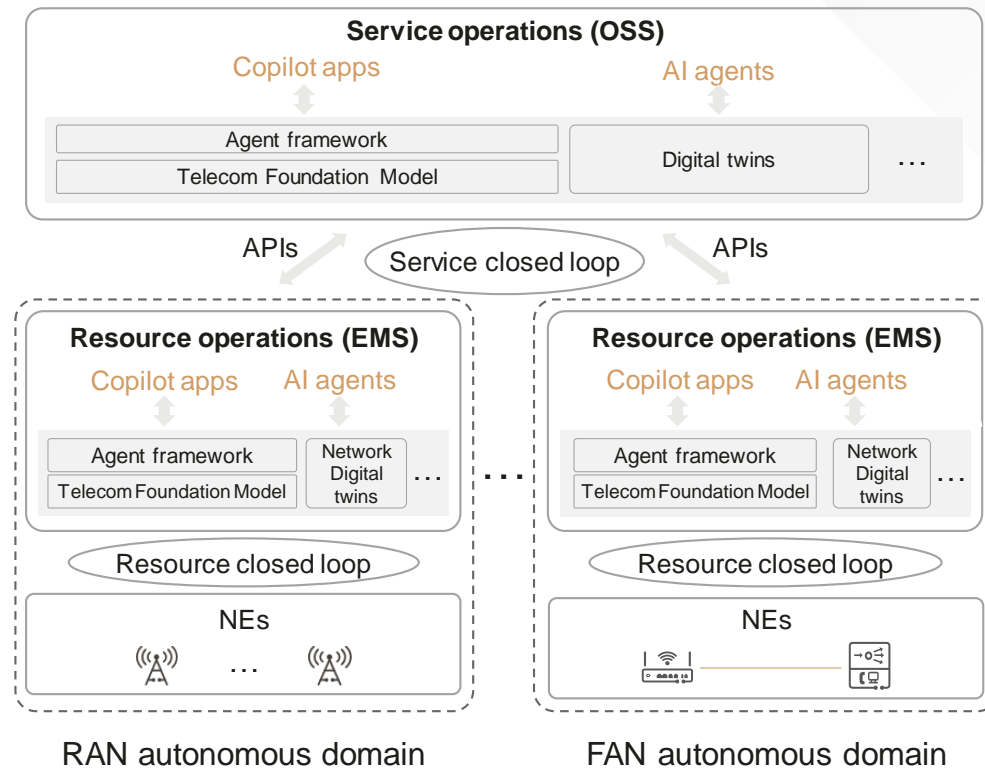 Service operations (OSS)
Copilot apps
AI agents
Agent framework
Telecom Foundation Model
Digital twins
...
APIs
Service closed loop
APIs
Resource operations (EMS)
Copilot apps
AI agents
Agent framework
Telecom Foundation Model
Network
Digital
twins
...
Resource closed loop
NEs
...
RAN autonomous domain
...
Resource operations (EMS)
Copilot apps
AI agents
Agent framework
Telecom Foundation Model
Network
Digital
twins
...
Resource closed loop
NEs
FAN autonomous domain